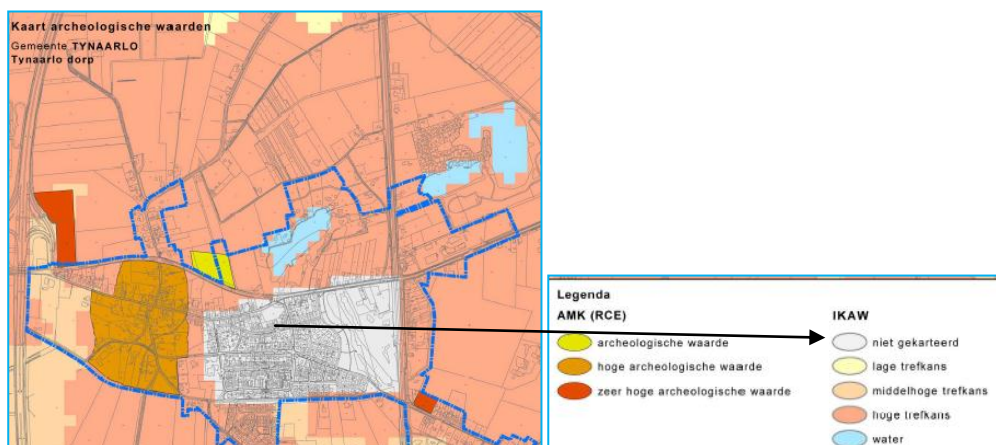 Kaart archeologische waarden
Gemeente TYNAARLO
Tynaarlo dorp
Legenda
AMK (RCE)
archeologische waarde
hoge archeologische waarde
zeer hoge archeologische waarde
IKAW
niet gekarteerd
lage trefkans
middelhoge trefkans
hoge trefkans
water